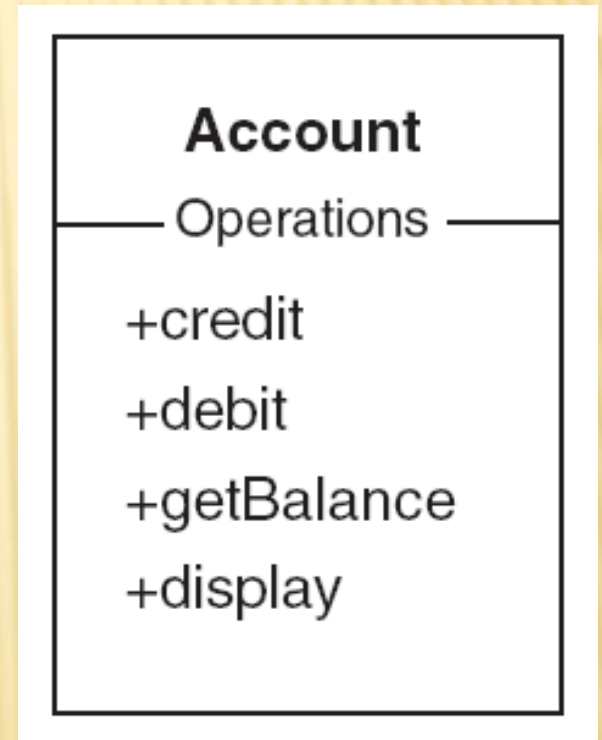 Account
Operations
+credit
+debit
+getBalance
+display